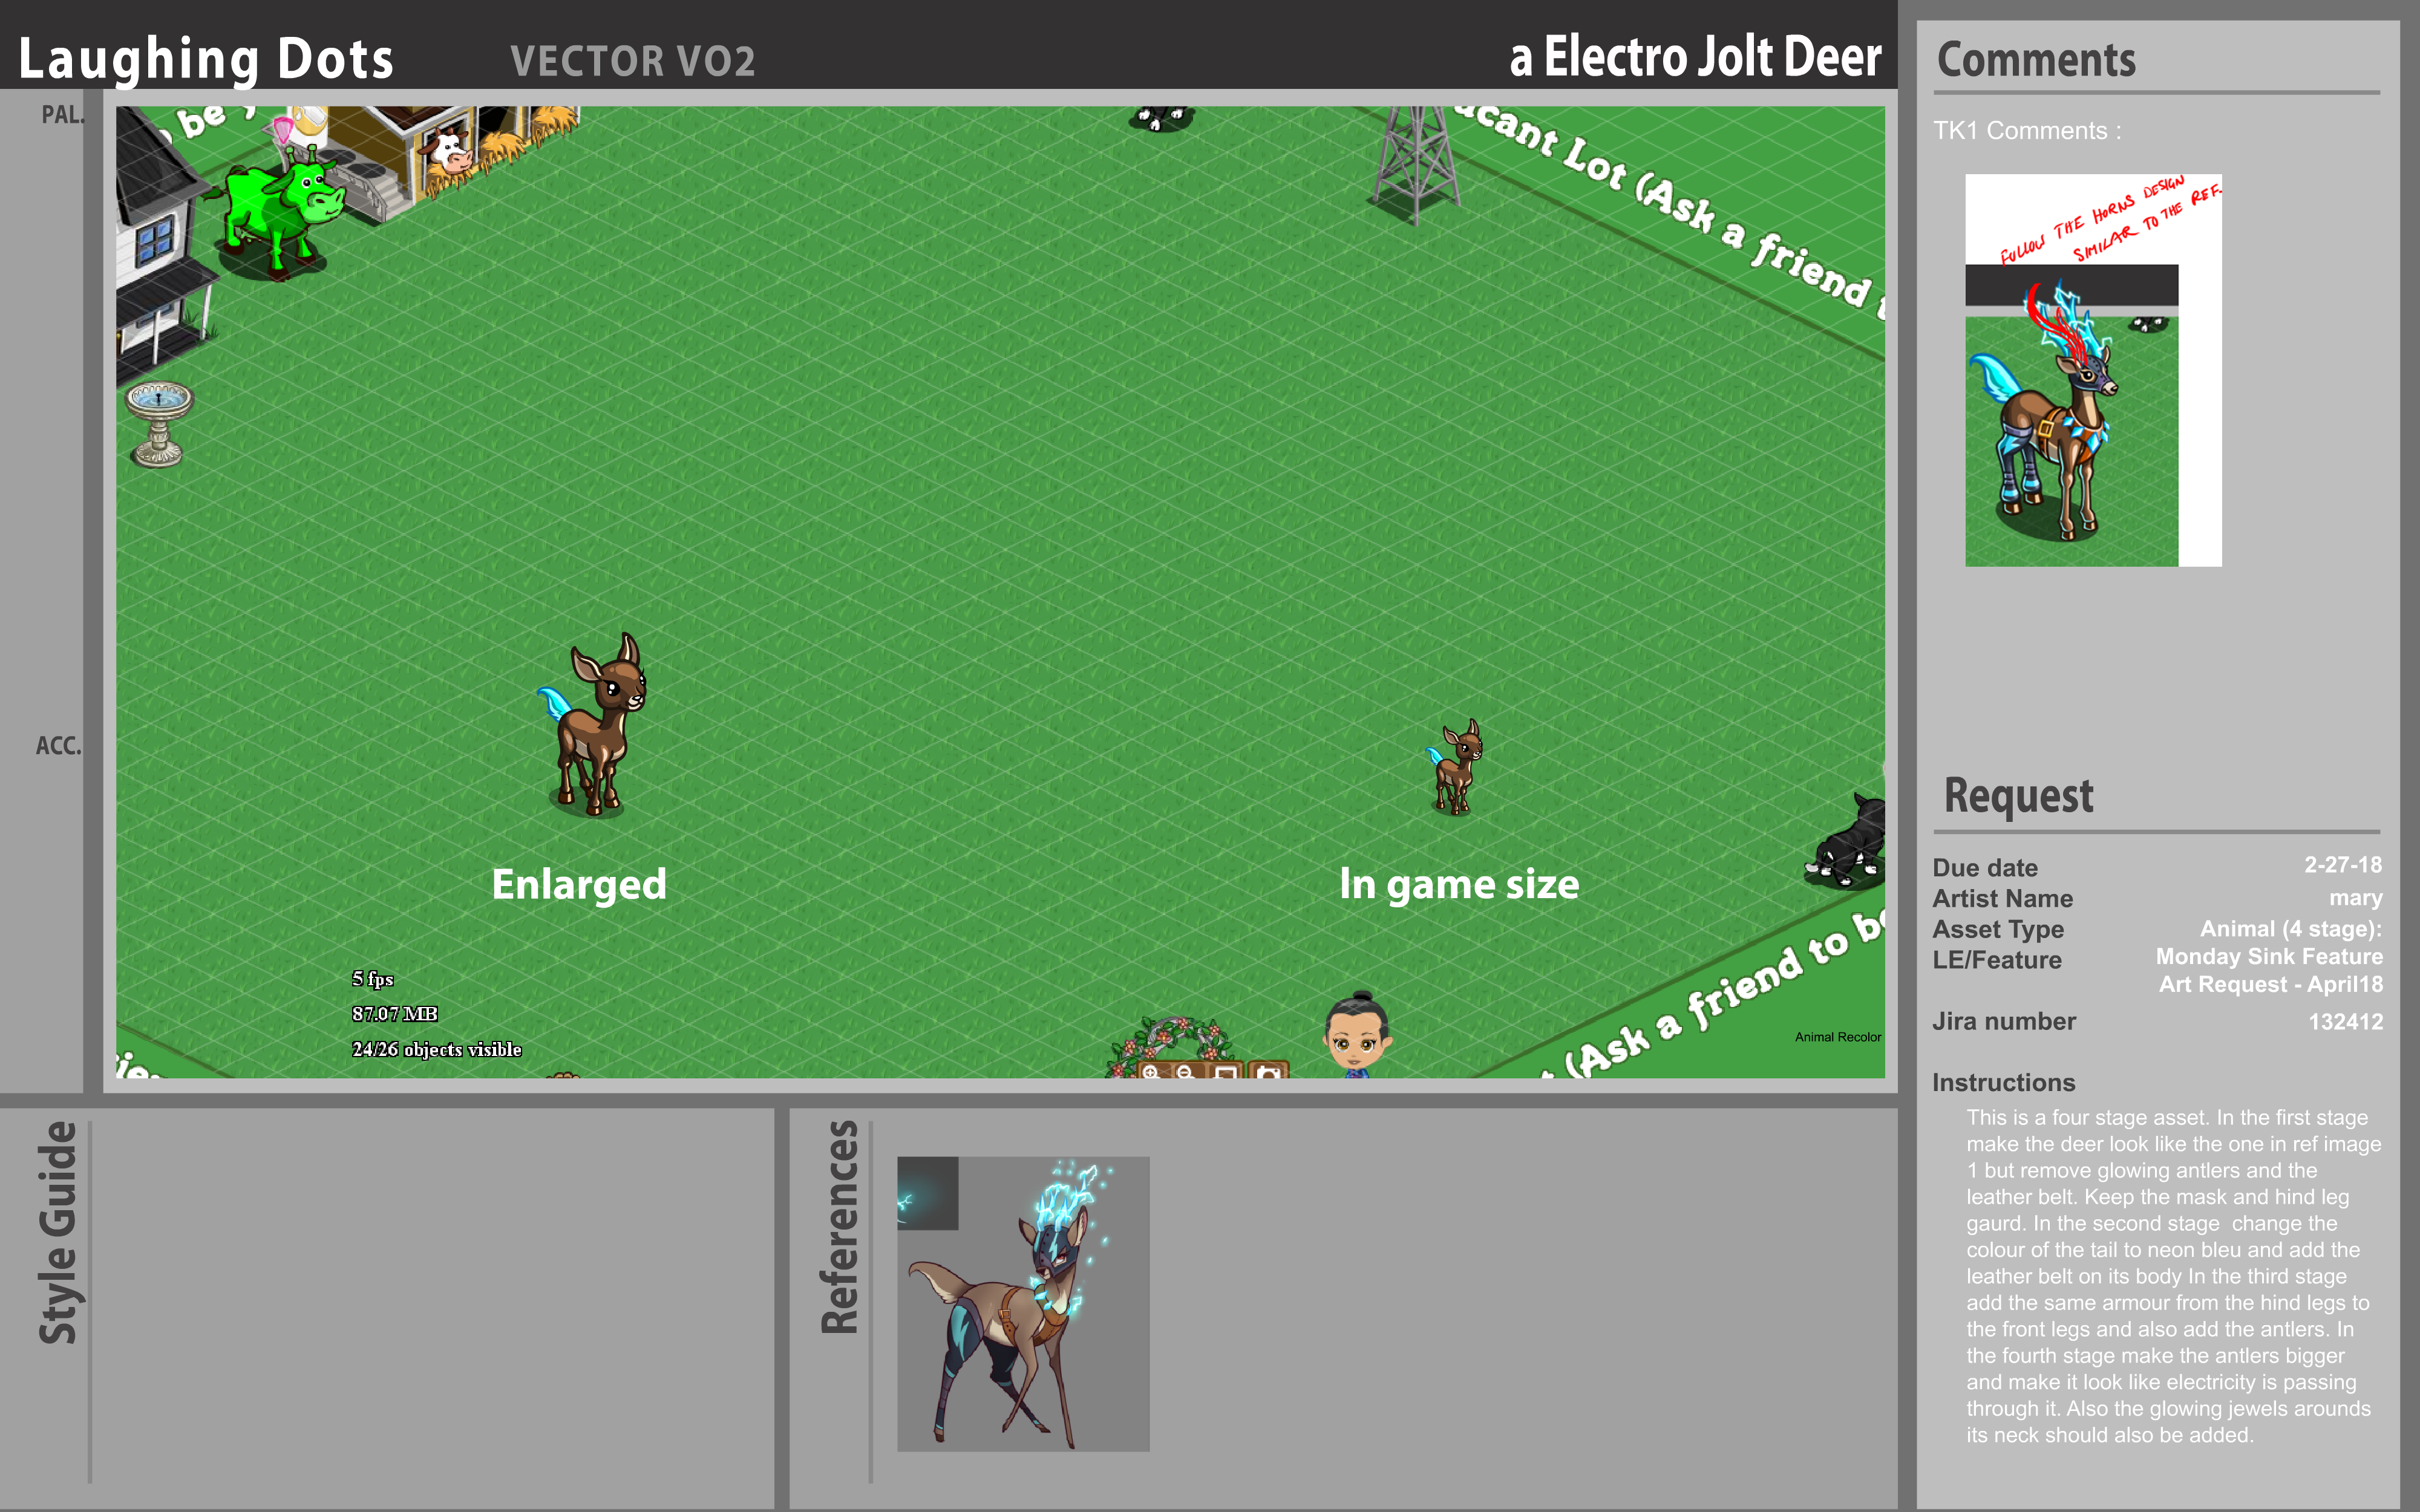 Laughing Dots
VECTOR VO2
a Electro Jolt Deer
PAL.
ACC.
be
acant Lot (Ask a friend t
Enlarged
In game size
5 fps
87.07 MB
24/26 objects visible
Animal Recolor
(Ask a friend to be
Style Guide
References
Comments
TK1 Comments :
FOLLOW THE HORNS DESIGN
SIMILAR TO THE REF.
Request
Due date 2-27-18
Artist Name mary
Asset Type Animal (4 stage):
LE/Feature Monday Sink Feature
Art Request - April18
Jira number 132412
Instructions
This is a four stage asset. In the first stage
make the deer look like the one in ref image
1 but remove glowing antlers and the
leather belt. Keep the mask and hind leg
gaurd. In the second stage change the
colour of the tail to neon bleu and add the
leather belt on its body In the third stage
add the same armour from the hind legs to
the front legs and also add the antlers. In
the fourth stage make the antlers bigger
and make it look like electricity is passing
through it. Also the glowing jewels arounds
its neck should also be added.